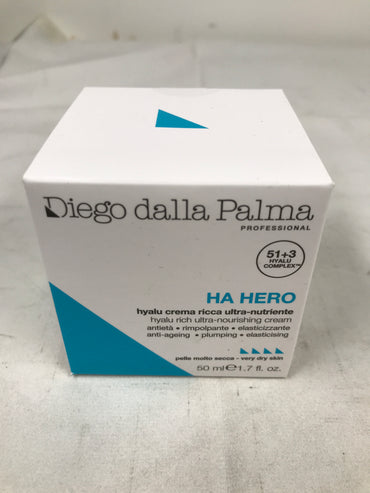 Diego dalla Palma
PROFESSIONAL
51+3
HYALU
COMPLEX™
HA HERO
hyalu crema ricca ultra-nutriente
hyalu rich ultra-nourishing cream
antietà • rimpolpante • elasticizzante
anti-ageing • plumping • elasticising
pelle molto secca - very dry skin
50 ml ℮ 1.7 fl. oz.